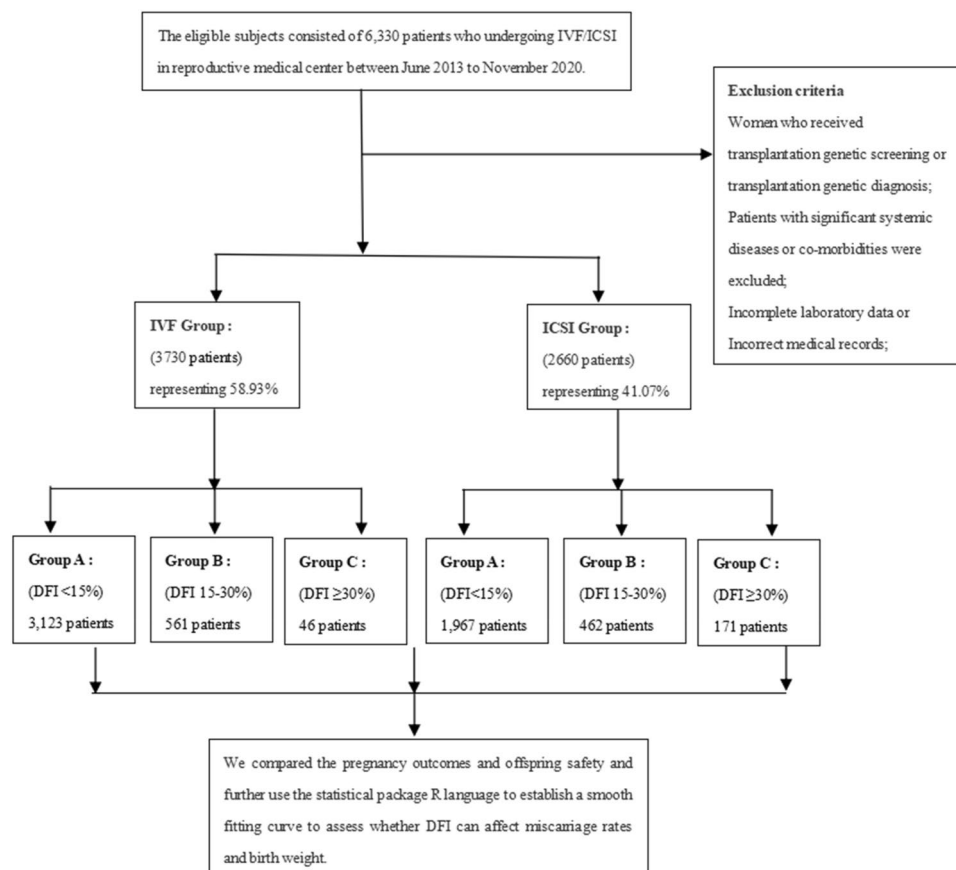 The eligible subjects consisted of 6,330 patients who undergoing IVF/ICSI
in reproductive medical center between June 2013 to November 2020.
Exclusion criteria
Women who received
transplantation genetic screening or
transplantation genetic diagnosis;
Patients with significant systemic
diseases or co-morbidities were
excluded;
Incomplete laboratory data or
Incorrect medical records;
IVF Group :
(3730 patients)
representing 58.93%
ICSI Group :
(2660 patients)
representing 41.07%
Group A :
(DFI <15%)
3,123 patients
Group B :
(DFI 15-30%)
561 patients
Group C :
(DFI ≥30%)
46 patients
Group A :
(DFI<15%)
1,967 patients
Group B :
(DFI 15-30%)
462 patients
Group C :
(DFI ≥30%)
171 patients
We compared the pregnancy outcomes and offspring safety and
further use the statistical package R language to establish a smooth
fitting curve to assess whether DFI can affect miscarriage rates
and birth weight.